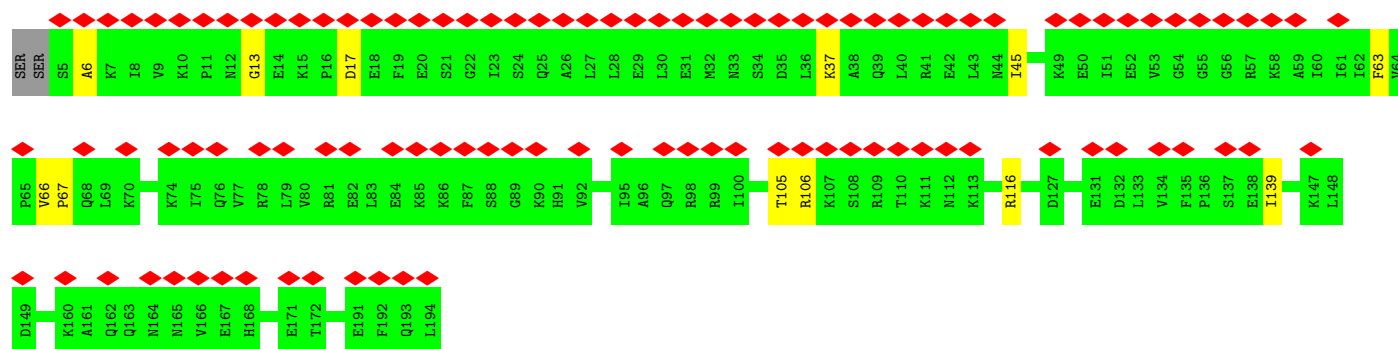 SER SER S5 A6 K7 I8 V9 K10 P11 N12 G13 E14 K15 P16 D17 E18 F19 E20 S21 G22 I23 S24 Q25 A26 L27 L28 E29 L30 E31 M32 N33 S34 D35 L36 K37 A38 Q39 L40 R41 E42 L43 N44 I45 K49 E50 I51 E52 V53 G54 G55 G56 R57 K58 A59 I60 I61 I62 F63 V64
P65 V66 P67 Q68 L69 K70 K74 I75 Q76 V77 R78 L79 V80 R81 E82 L83 E84 K85 K86 F87 S88 G89 K90 H91 V92 I95 A96 Q97 R98 R99 I100 T105 R106 K107 S108 R109 T110 K111 N112 K113 R116 D127 E131 D132 L133 V134 F135 P136 S137 E138 I139 K147 L148
D149 K160 A161 Q162 Q163 N164 N165 V166 E167 H168 E171 T172 E191 F192 Q193 L194